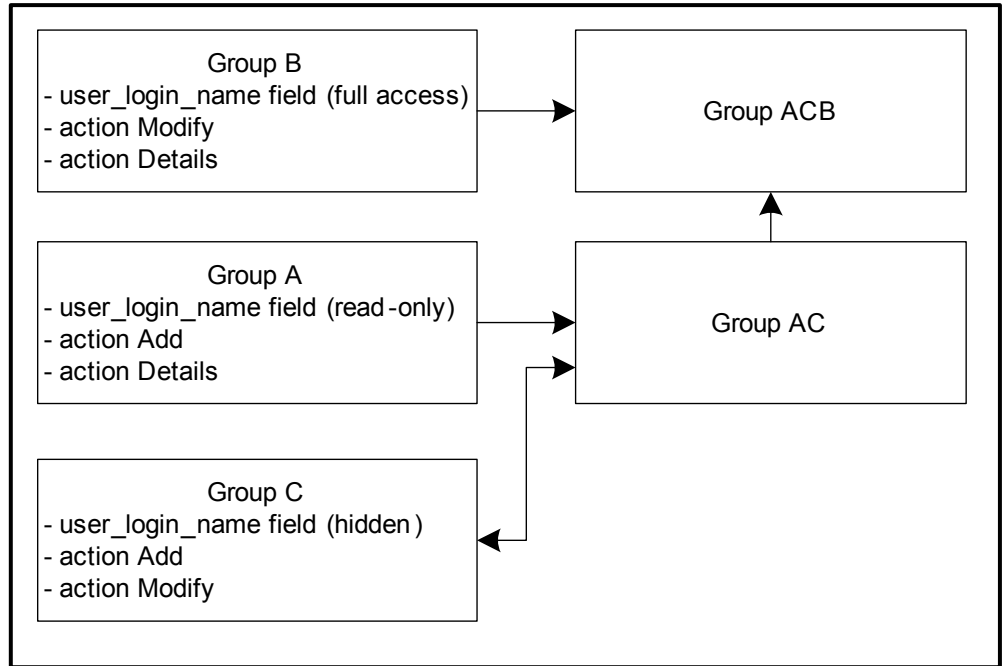 Group B
- user_login_name field (full access)
- action Modify
- action Details
Group ACB
Group A
- user_login_name field (read-only)
- action Add
- action Details
Group AC
Group C
- user_login_name field (hidden)
- action Add
- action Modify